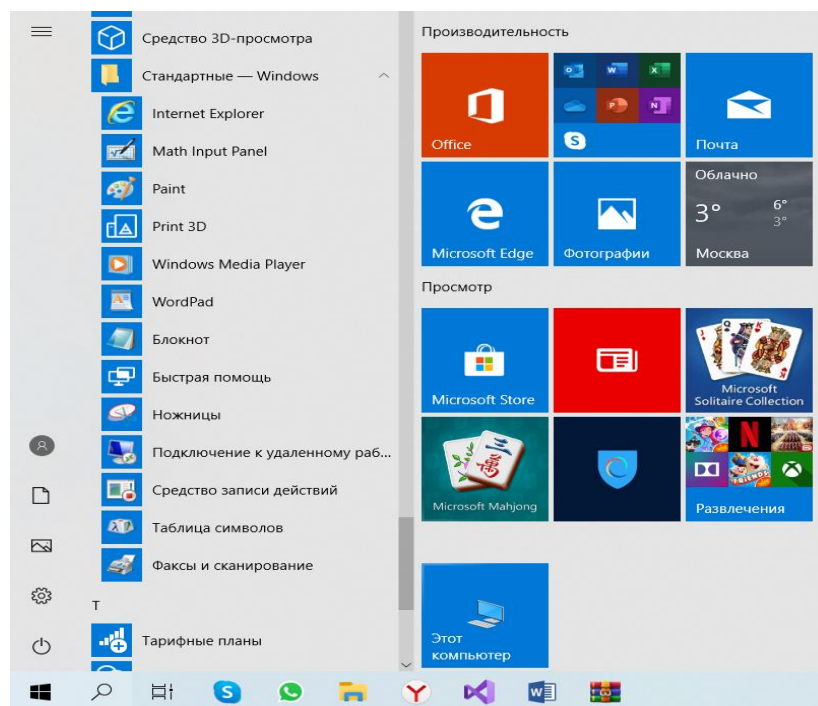 Средство 3D-просмотра
Стандартные — Windows
Internet Explorer
Math Input Panel
Paint
Print 3D
Windows Media Player
WordPad
Блокнот
Быстрая помощь
Ножницы
Подключение к удаленному раб...
Средство записи действий
Таблица символов
Факсы и сканирование
Т
Тарифные планы
Производительность
Office
Почта
Microsoft Edge
Фотографии
Облачно
3° 6°
3°
Москва
Просмотр
Microsoft Store
Microsoft
Solitaire Collection
Microsoft Mahjong
Развлечения
Этот
компьютер